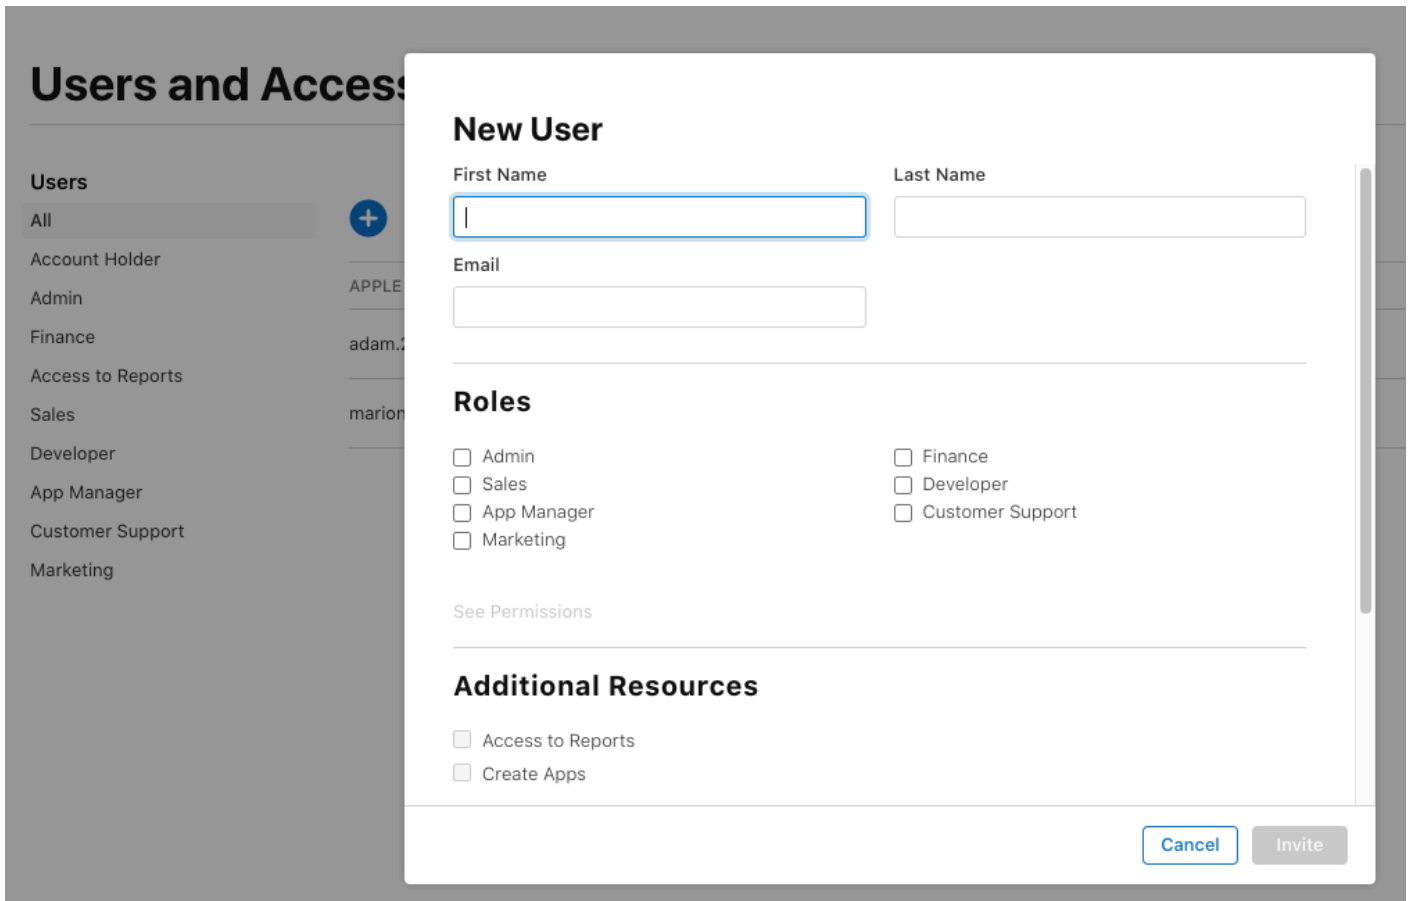 Users and Access
Users
All
Account Holder
Admin
Finance
Access to Reports
Sales
Developer
App Manager
Customer Support
Marketing
APPLE
adam.
marion
New User
First Name Last Name
Email
Roles
Admin Finance
Sales Developer
App Manager Customer Support
Marketing
See Permissions
Additional Resources
Access to Reports
Create Apps
Cancel Invite